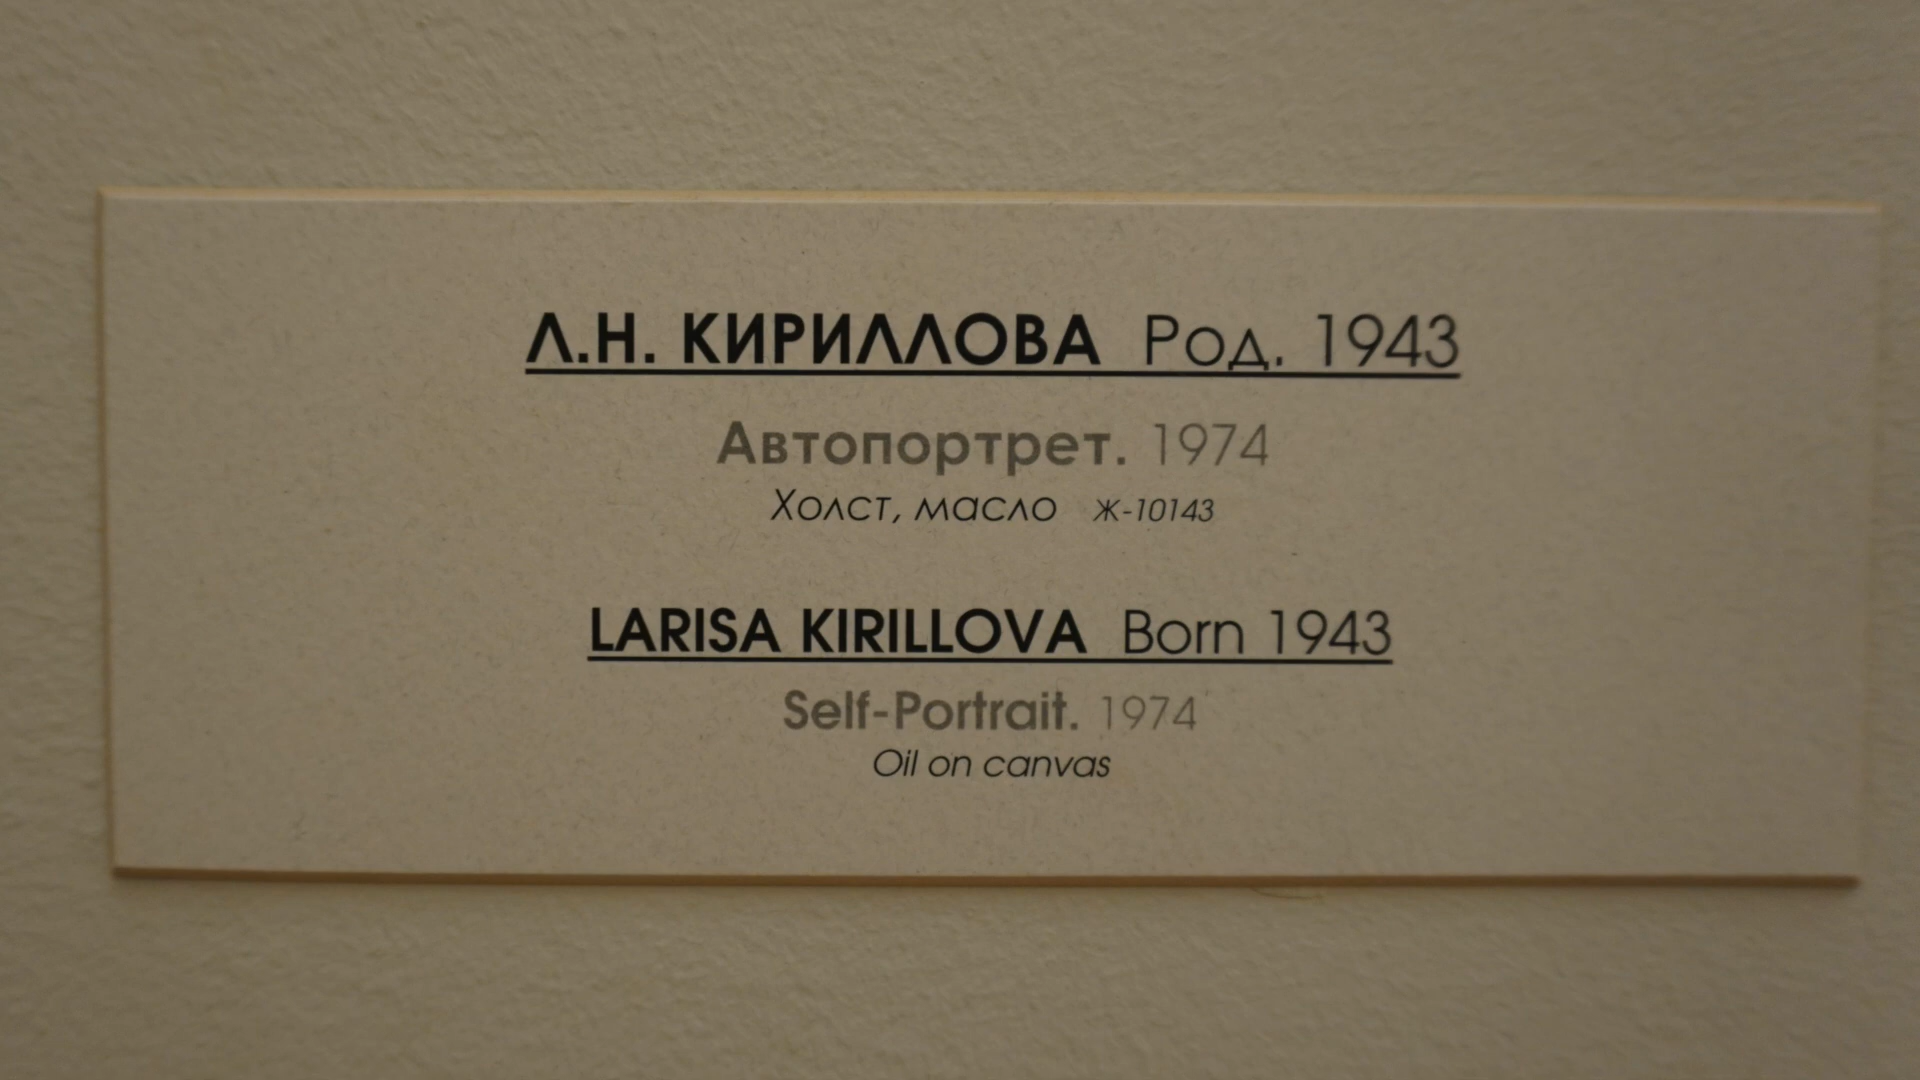 Л.Н. КИРИЛЛОВА Род. 1943
Автопортрет. 1974
Холст, масло Ж-10143
LARISA KIRILLOVA Born 1943
Self-Portrait. 1974
Oil on canvas